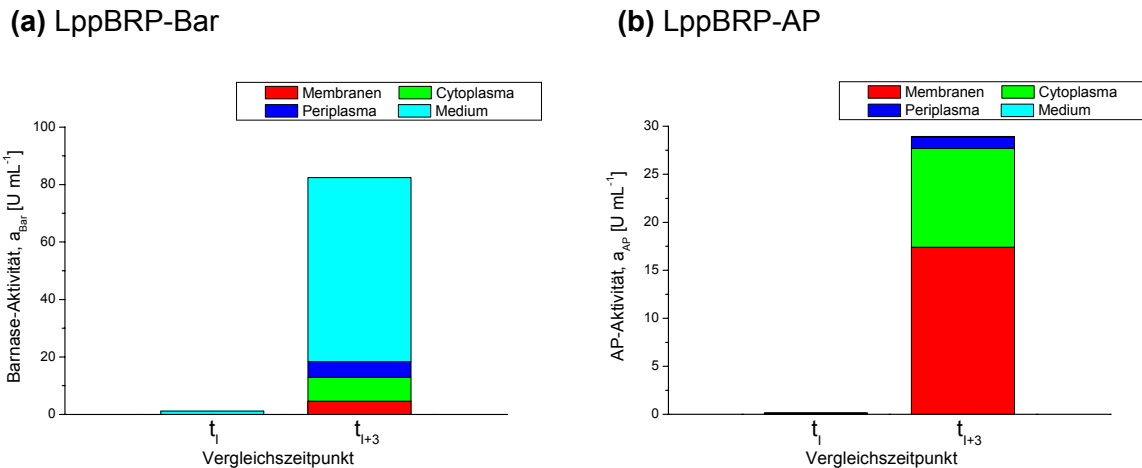 (a) LppBRP-Bar
Membranen Cytoplasma
Periplasma Medium
100
80
60
40
20
0
Barnase-Aktivität, a_Bar [U mL⁻¹]
t_I t_I+3
Vergleichszeitpunkt
(b) LppBRP-AP
Membranen Cytoplasma
Periplasma Medium
30
25
20
15
10
5
0
AP-Aktivität, a_AP [U mL⁻¹]
t_I t_I+3
Vergleichszeitpunkt